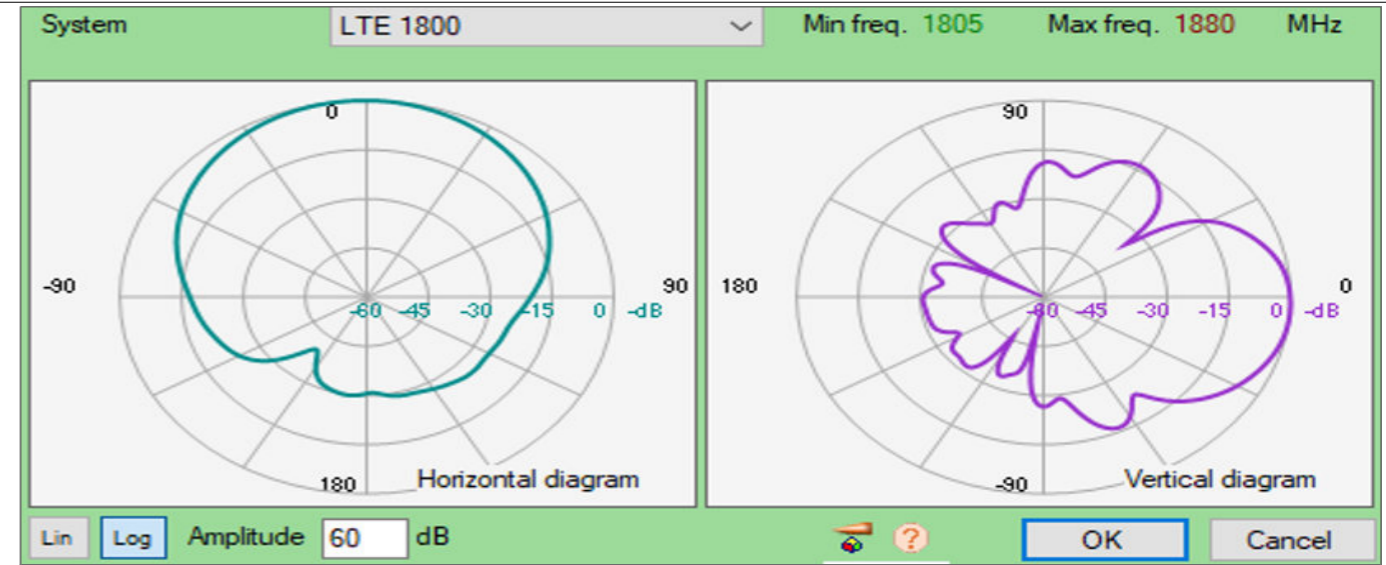 System LTE 1800 Min freq. 1805 Max freq. 1880 MHz
0
-90 90
-60 -45 -30 -15 0 -dB
180
Horizontal diagram
90
180 0
-60 -45 -30 -15 0 -dB
-90
Vertical diagram
Lin Log Amplitude 60 dB ? OK Cancel